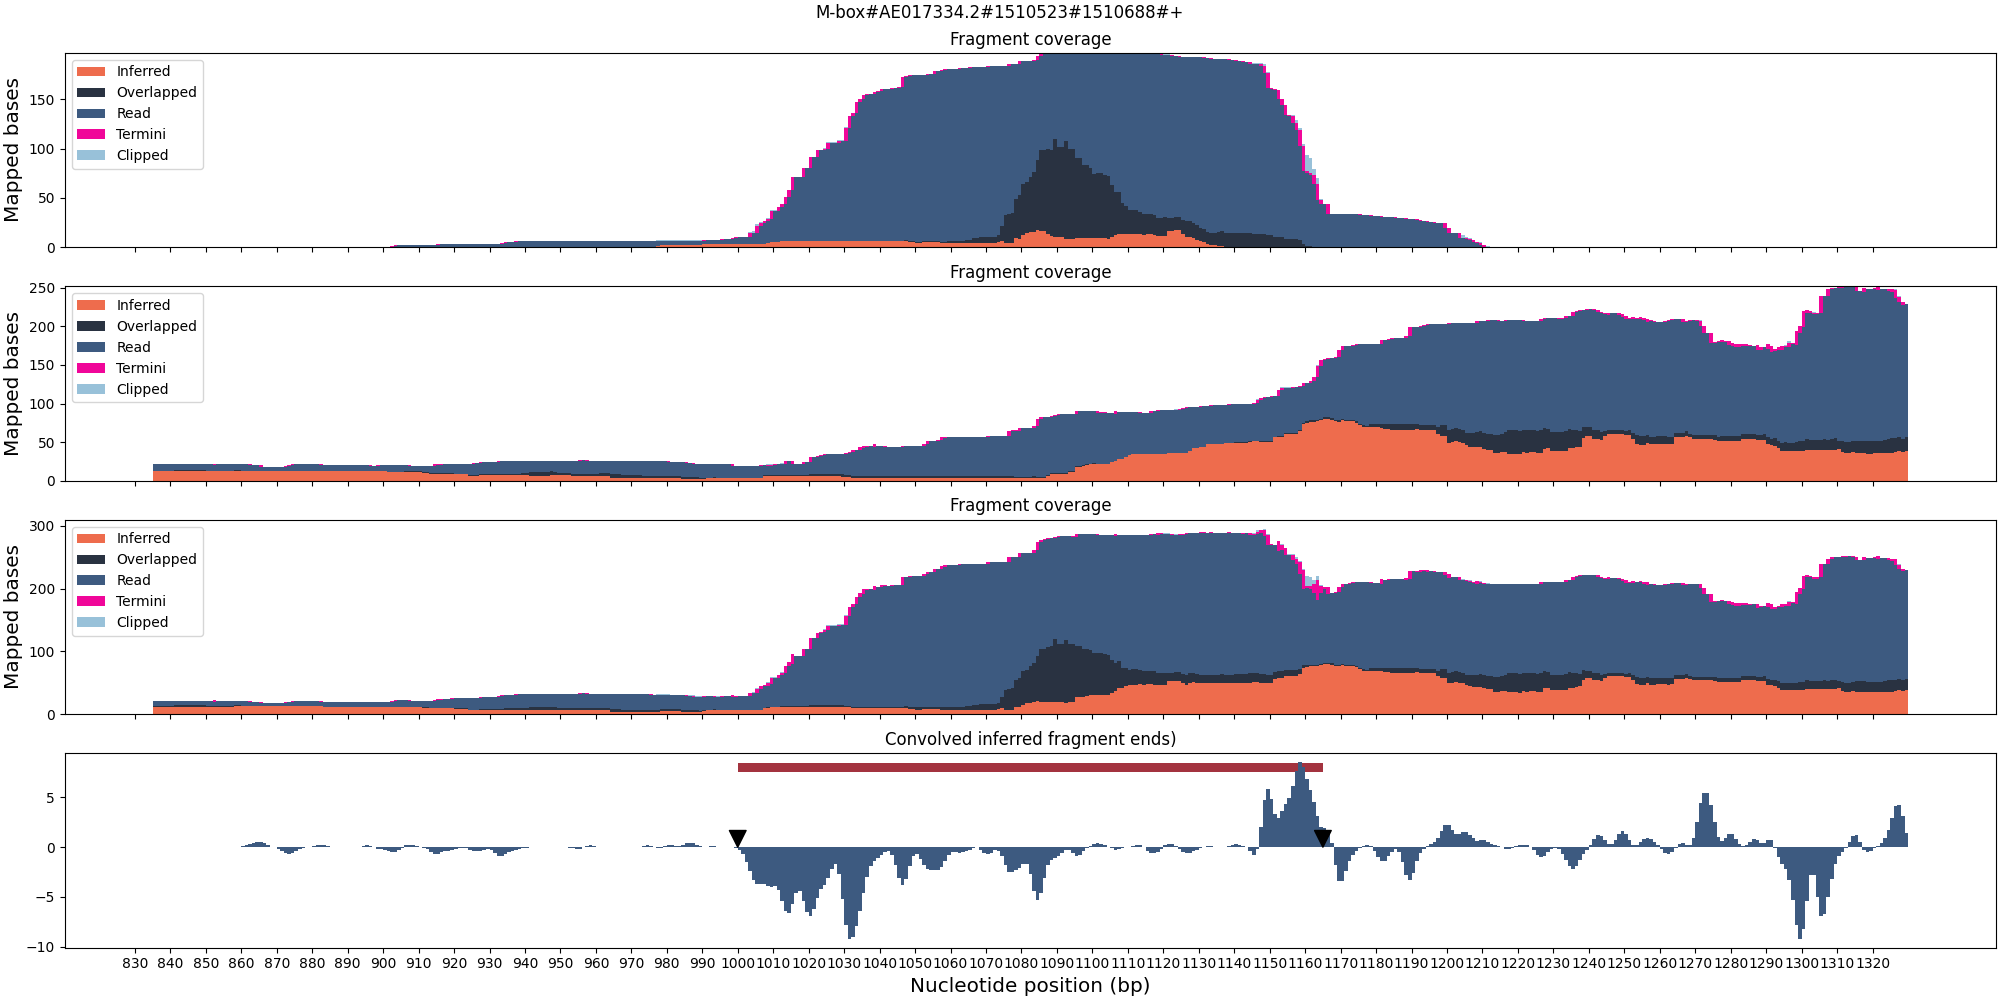 M-box#AE017334.2#1510523#1510688#+
Fragment coverage
Mapped bases
150
100
50
0
Inferred
Overlapped
Read
Termini
Clipped
Fragment coverage
Mapped bases
250
200
150
100
50
0
Inferred
Overlapped
Read
Termini
Clipped
Fragment coverage
Mapped bases
300
200
100
0
Inferred
Overlapped
Read
Termini
Clipped
Convolved inferred fragment ends)
5
0
−5
−10
830 840 850 860 870 880 890 900 910 920 930 940 950 960 970 980 990 1000 1010 1020 1030 1040 1050 1060 1070 1080 1090 1100 1110 1120 1130 1140 1150 1160 1170 1180 1190 1200 1210 1220 1230 1240 1250 1260 1270 1280 1290 1300 1310 1320
Nucleotide position (bp)